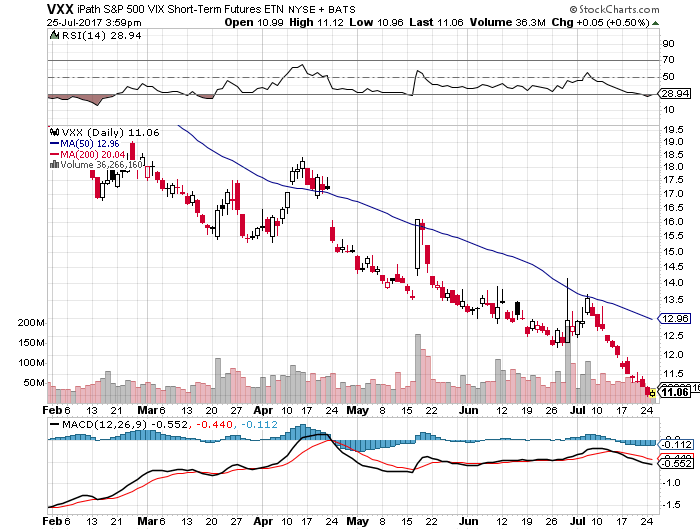 VXX iPath S&P 500 VIX Short-Term Futures ETN NYSE + BATS © StockCharts.com
25-Jul-2017 3:59pm Open 10.99 High 11.12 Low 10.96 Last 11.06 Volume 36.3M Chg +0.05 (+0.50%)
RSI(14) 28.94
90
70
50
28.94
10
VXX (Daily) 11.06
MA(50) 12.96
MA(200) 20.04
Volume 36,266,160
19.5
19.0
18.5
18.0
17.5
17.0
16.5
16.0
15.5
15.0
14.5
14.0
13.5
12.96
12.5
12.0
11.5
11.06
200M
150M
100M
50M
Feb 6 13 21 Mar 6 13 20 27 Apr 10 17 24 May 8 15 22 Jun 12 19 26 Jul 10 17 24
MACD(12,26,9) -0.552, -0.440, -0.112
0.0
-0.112
-0.552
-1.0
-1.5
Feb 6 13 21 Mar 6 13 20 27 Apr 10 17 24 May 8 15 22 Jun 12 19 26 Jul 10 17 24